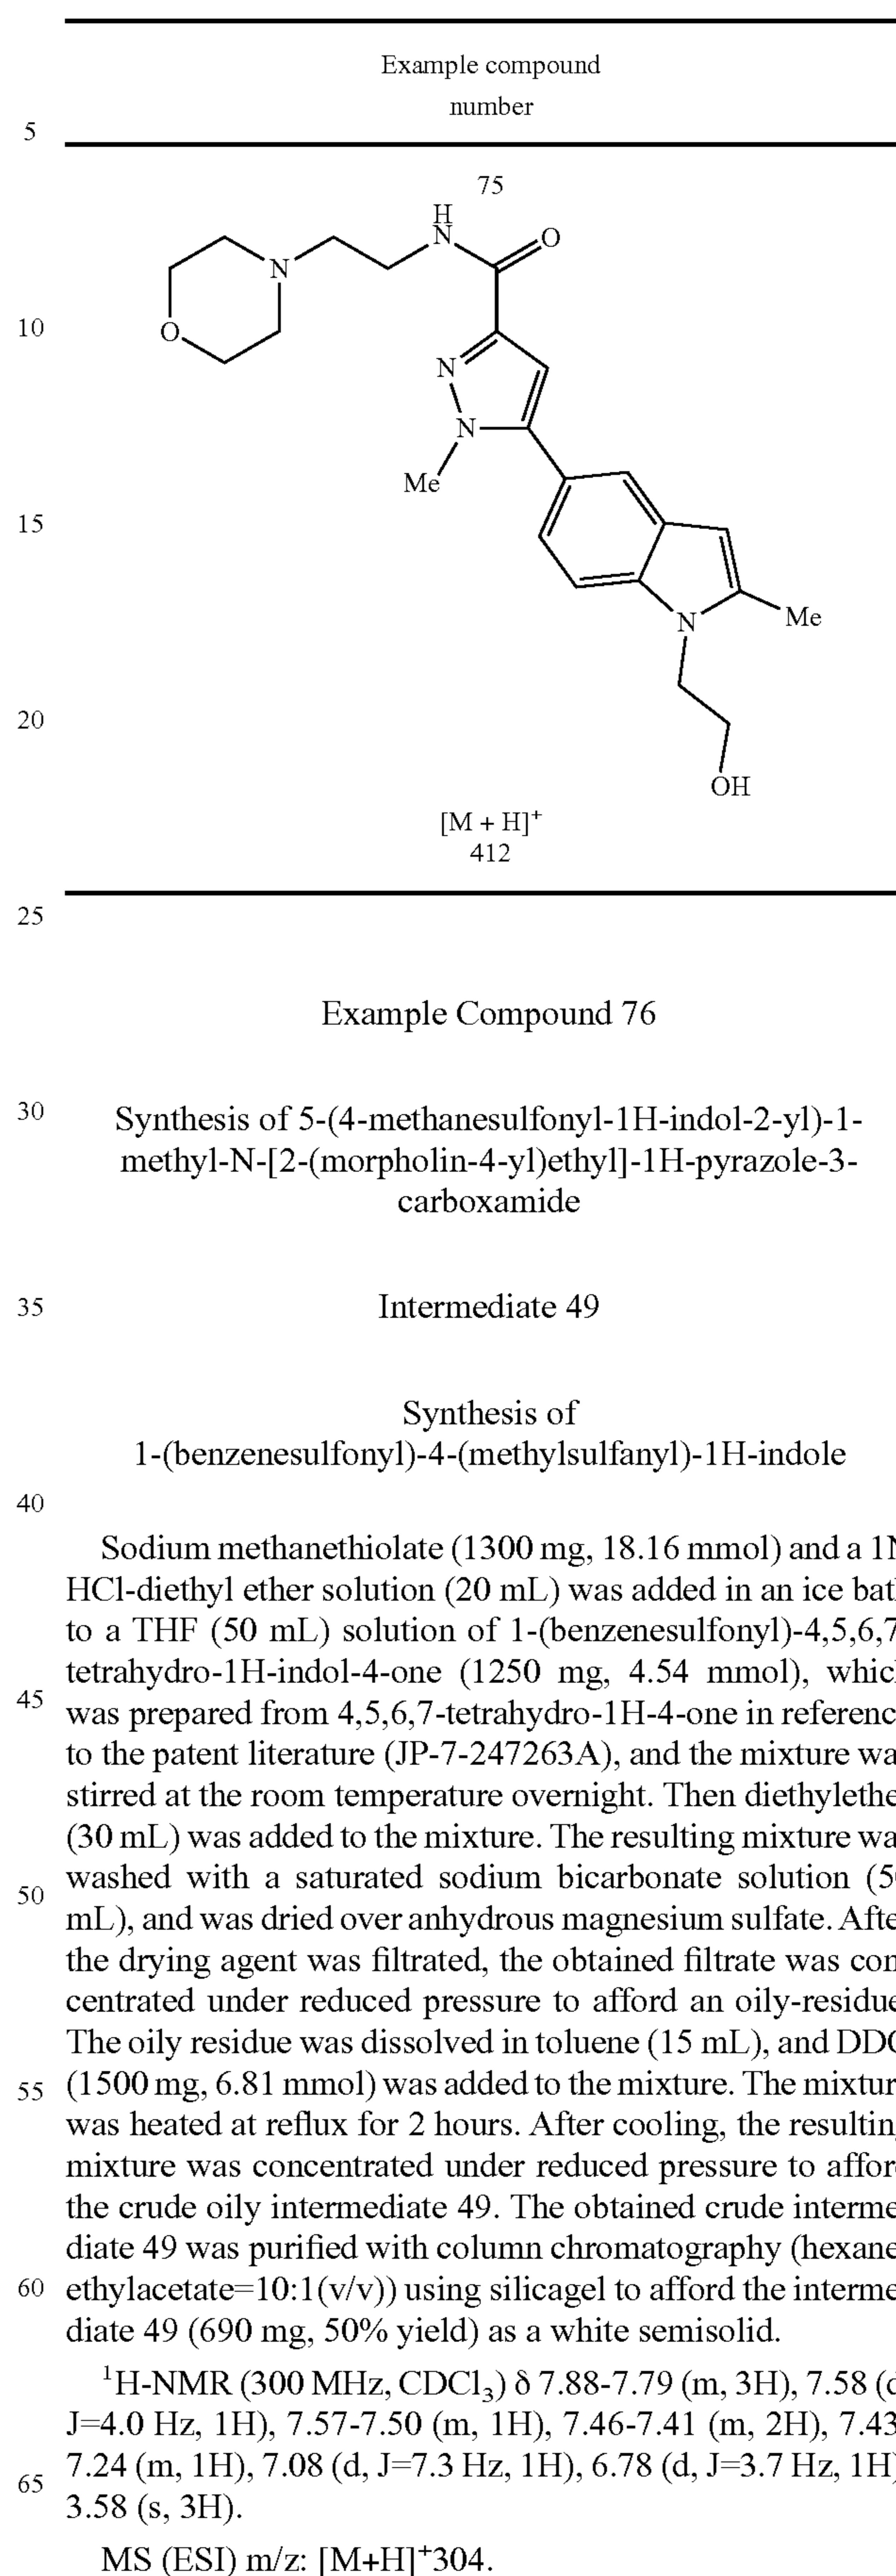 Example compound
number
5
75
H
N
O
N
O
10
N
N
Me
15
N
Me
20
OH
[M + H]+
412
25
Example Compound 76
30
Synthesis of 5-(4-methanesulfonyl-1H-indol-2-yl)-1-
methyl-N-[2-(morpholin-4-yl)ethyl]-1H-pyrazole-3-
carboxamide
35
Intermediate 49
Synthesis of
1-(benzenesulfonyl)-4-(methylsulfanyl)-1H-indole
40
Sodium methanethiolate (1300 mg, 18.16 mmol) and a 1N
HCl-diethyl ether solution (20 mL) was added in an ice bat
to a THF (50 mL) solution of 1-(benzenesulfonyl)-4,5,6,7
tetrahydro-1H-indol-4-one (1250 mg, 4.54 mmol), whic
45
was prepared from 4,5,6,7-tetrahydro-1H-4-one in referenc
to the patent literature (JP-7-247263A), and the mixture wa
stirred at the room temperature overnight. Then diethylethe
(30 mL) was added to the mixture. The resulting mixture wa
washed with a saturated sodium bicarbonate solution (5
50
mL), and was dried over anhydrous magnesium sulfate. Afte
the drying agent was filtrated, the obtained filtrate was con
centrated under reduced pressure to afford an oily-residue
The oily residue was dissolved in toluene (15 mL), and DDQ
55
(1500 mg, 6.81 mmol) was added to the mixture. The mixtur
was heated at reflux for 2 hours. After cooling, the resulting
mixture was concentrated under reduced pressure to affor
the crude oily intermediate 49. The obtained crude interme
diate 49 was purified with column chromatography (hexane
60
ethylacetate=10:1(v/v)) using silicagel to afford the interme
diate 49 (690 mg, 50% yield) as a white semisolid.
1H-NMR (300 MHz, CDCl3) δ 7.88-7.79 (m, 3H), 7.58 (d
J=4.0 Hz, 1H), 7.57-7.50 (m, 1H), 7.46-7.41 (m, 2H), 7.43
7.24 (m, 1H), 7.08 (d, J=7.3 Hz, 1H), 6.78 (d, J=3.7 Hz, 1H)
65
3.58 (s, 3H).
MS (ESI) m/z: [M+H]+304.